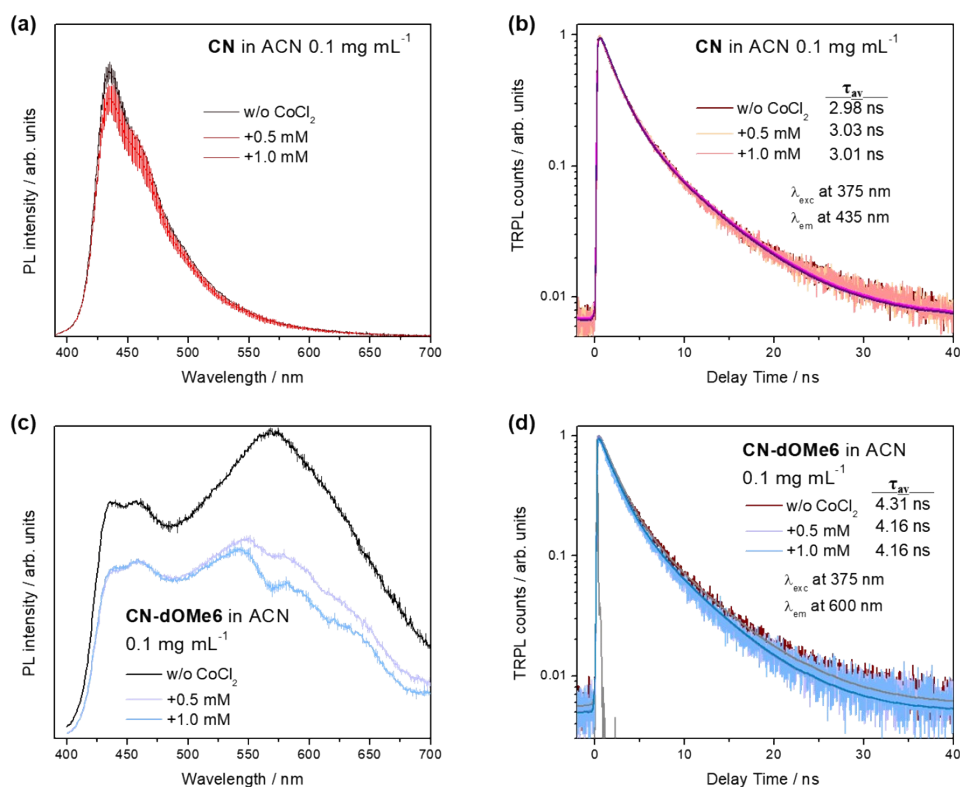 (a)
CN in ACN 0.1 mg mL⁻¹
w/o CoCl₂
+0.5 mM
+1.0 mM
PL intensity / arb. units
400 450 500 550 600 650 700
Wavelength / nm
(b)
CN in ACN 0.1 mg mL⁻¹
τav
w/o CoCl₂ 2.98 ns
+0.5 mM 3.03 ns
+1.0 mM 3.01 ns
λexc at 375 nm
λem at 435 nm
TRPL counts / arb. units
1
0.1
0.01
0 10 20 30 40
Delay Time / ns
(c)
CN-dOMe6 in ACN
0.1 mg mL⁻¹
w/o CoCl₂
+0.5 mM
+1.0 mM
PL intensity / arb. units
400 450 500 550 600 650 700
Wavelength / nm
(d)
CN-dOMe6 in ACN
0.1 mg mL⁻¹
τav
w/o CoCl₂ 4.31 ns
+0.5 mM 4.16 ns
+1.0 mM 4.16 ns
λexc at 375 nm
λem at 600 nm
TRPL counts / arb. units
1
0.1
0.01
0 10 20 30 40
Delay Time / ns